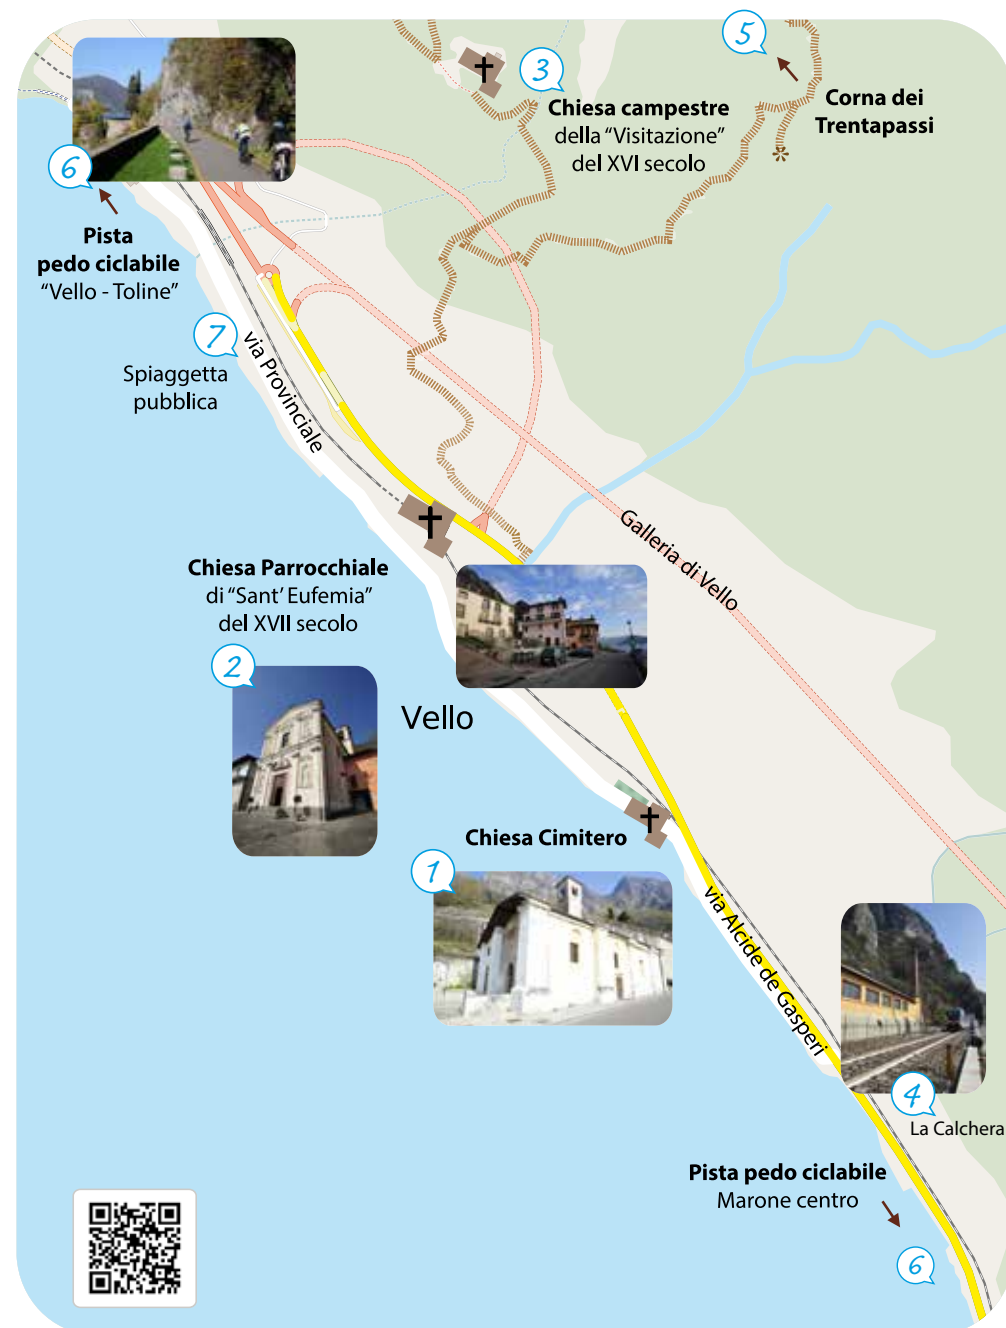 5
3
Chiesa campestre
della “Visitazione”
del XVI secolo
Corna dei
Trentapassi
6
Pista
pedo ciclabile
“Vello - Toline”
7
Spiaggetta
pubblica
via Provinciale
Galleria di Vello
Chiesa Parrocchiale
di “Sant’ Eufemia”
del XVII secolo
2
Vello
Chiesa Cimitero
1
via Alcide de Gasperi
4
La Calchera
Pista pedo ciclabile
Marone centro
6